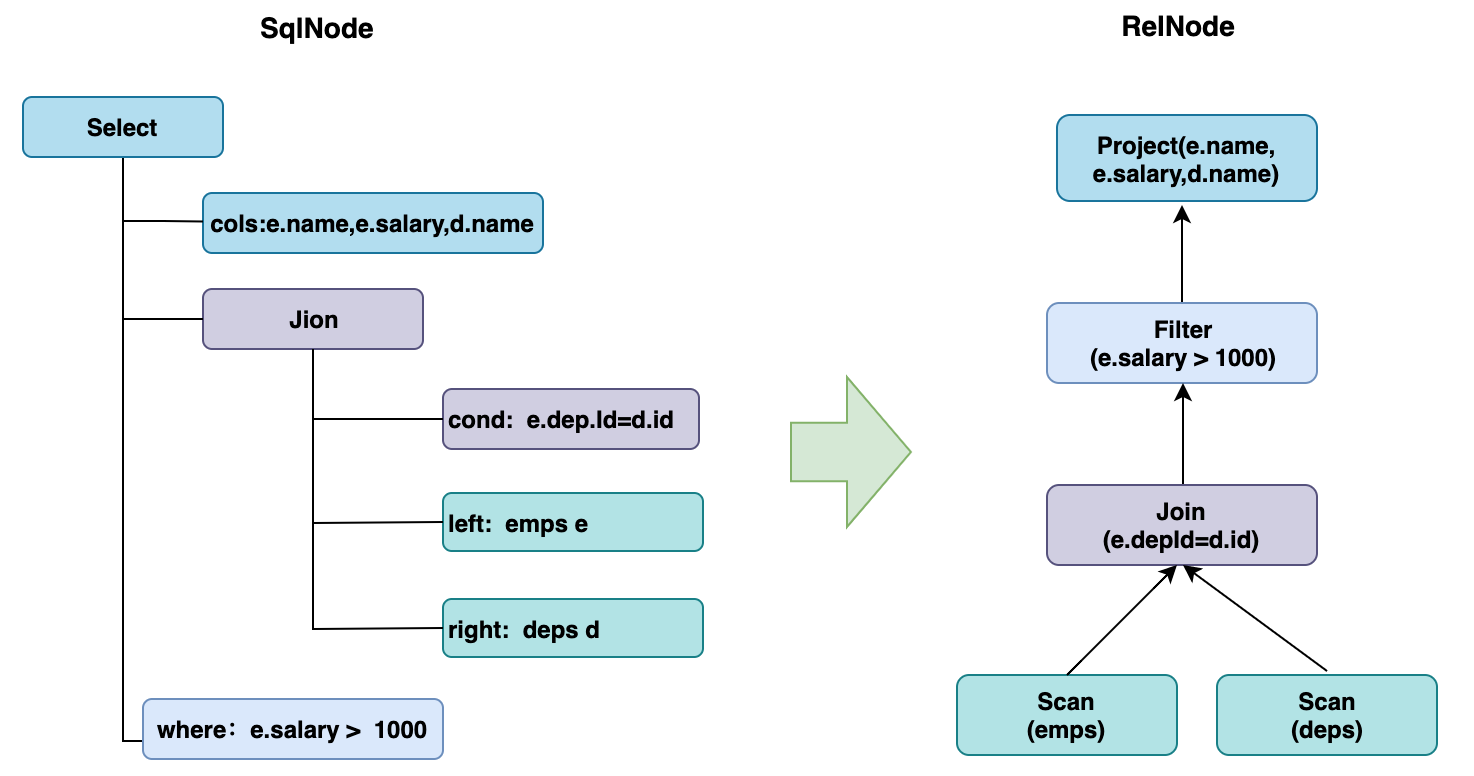 SqlNode
Select
cols:e.name,e.salary,d.name
Jion
cond:  e.dep.Id=d.id
left:  emps e
right:  deps d
where：e.salary >  1000
RelNode
Project(e.name,
e.salary,d.name)
Filter
(e.salary > 1000)
Join
(e.depId=d.id)
Scan
(emps)
Scan
(deps)